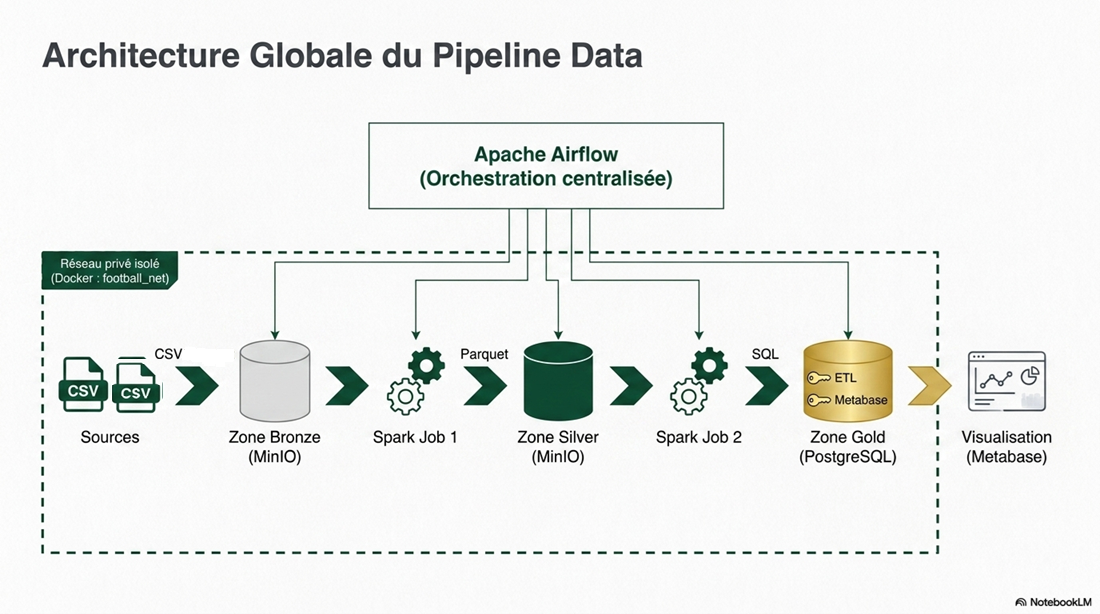 Architecture Globale du Pipeline Data
Apache Airflow
(Orchestration centralisée)
Réseau privé isolé
(Docker : football_net)
CSV
CSV
CSV
Parquet
SQL
ETL
Metabase
Sources
Zone Bronze
(MinIO)
Spark Job 1
Zone Silver
(MinIO)
Spark Job 2
Zone Gold
(PostgreSQL)
Visualisation
(Metabase)
NotebookLM